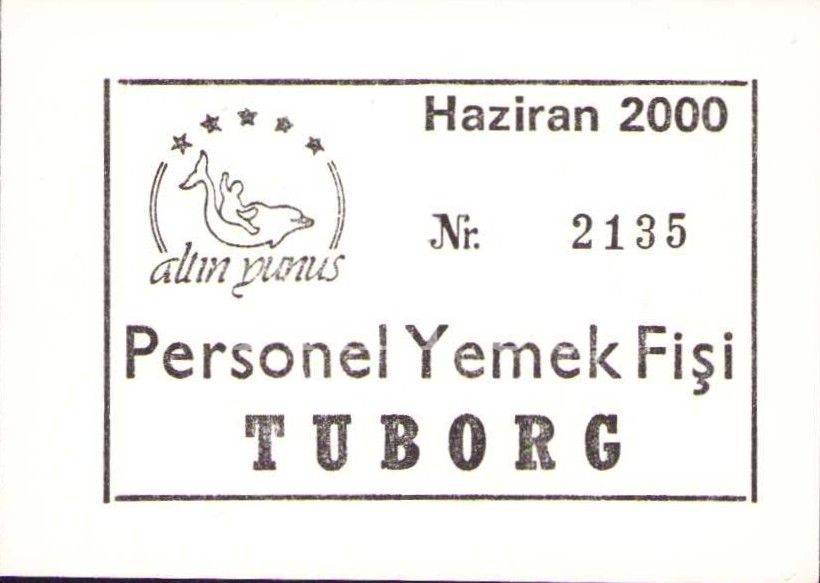 Haziran 2000
altın yunus
Nr. 2135
Personel Yemek Fişi
TUBORG